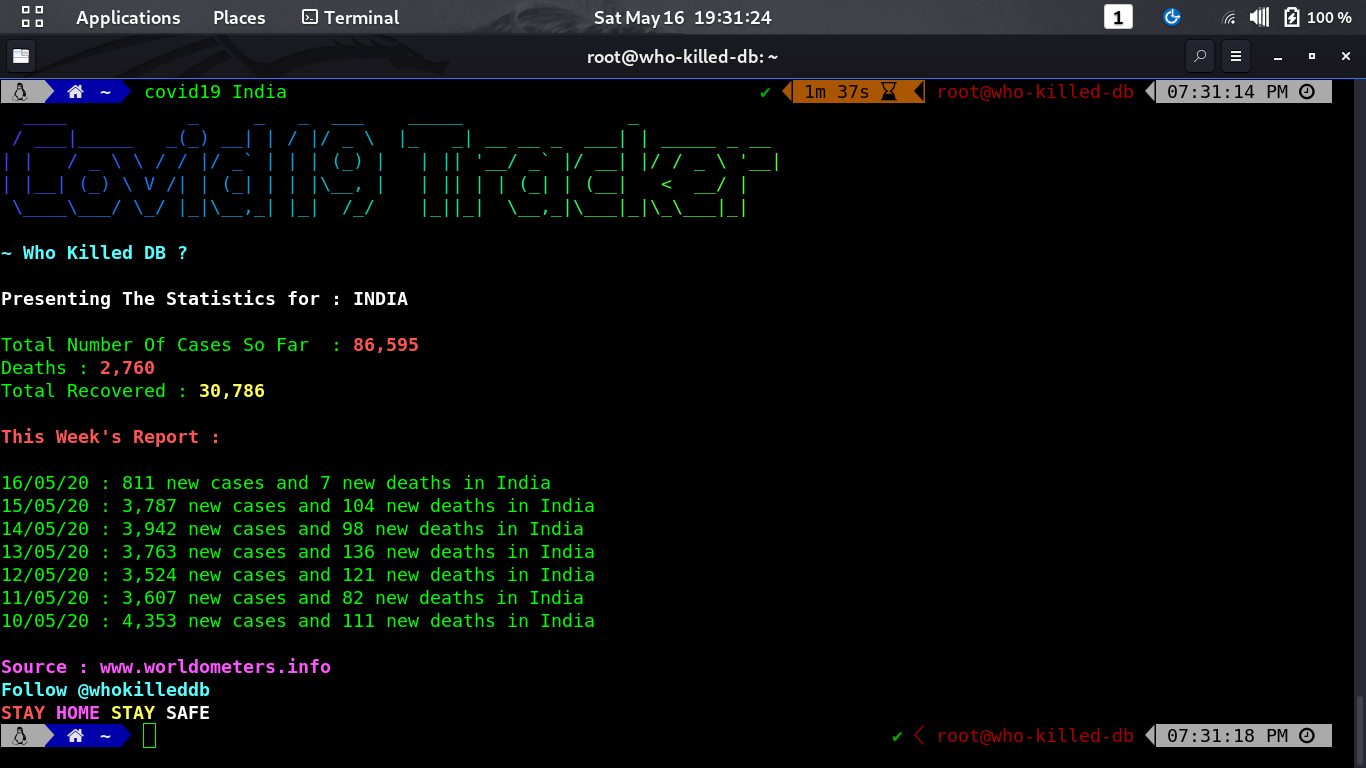 Applications Places Terminal Sat May 16 19:31:24 1 100 %
root@who-killed-db: ~
~ covid19 India ✔ 1m 37s root@who-killed-db 07:31:14 PM
Covid19 Tracker
~ Who Killed DB ?
Presenting The Statistics for : INDIA
Total Number Of Cases So Far : 86,595
Deaths : 2,760
Total Recovered : 30,786
This Week's Report :
16/05/20 : 811 new cases and 7 new deaths in India
15/05/20 : 3,787 new cases and 104 new deaths in India
14/05/20 : 3,942 new cases and 98 new deaths in India
13/05/20 : 3,763 new cases and 136 new deaths in India
12/05/20 : 3,524 new cases and 121 new deaths in India
11/05/20 : 3,607 new cases and 82 new deaths in India
10/05/20 : 4,353 new cases and 111 new deaths in India
Source : www.worldometers.info
Follow @whokilleddb
STAY HOME STAY SAFE
~ ✔ root@who-killed-db 07:31:18 PM